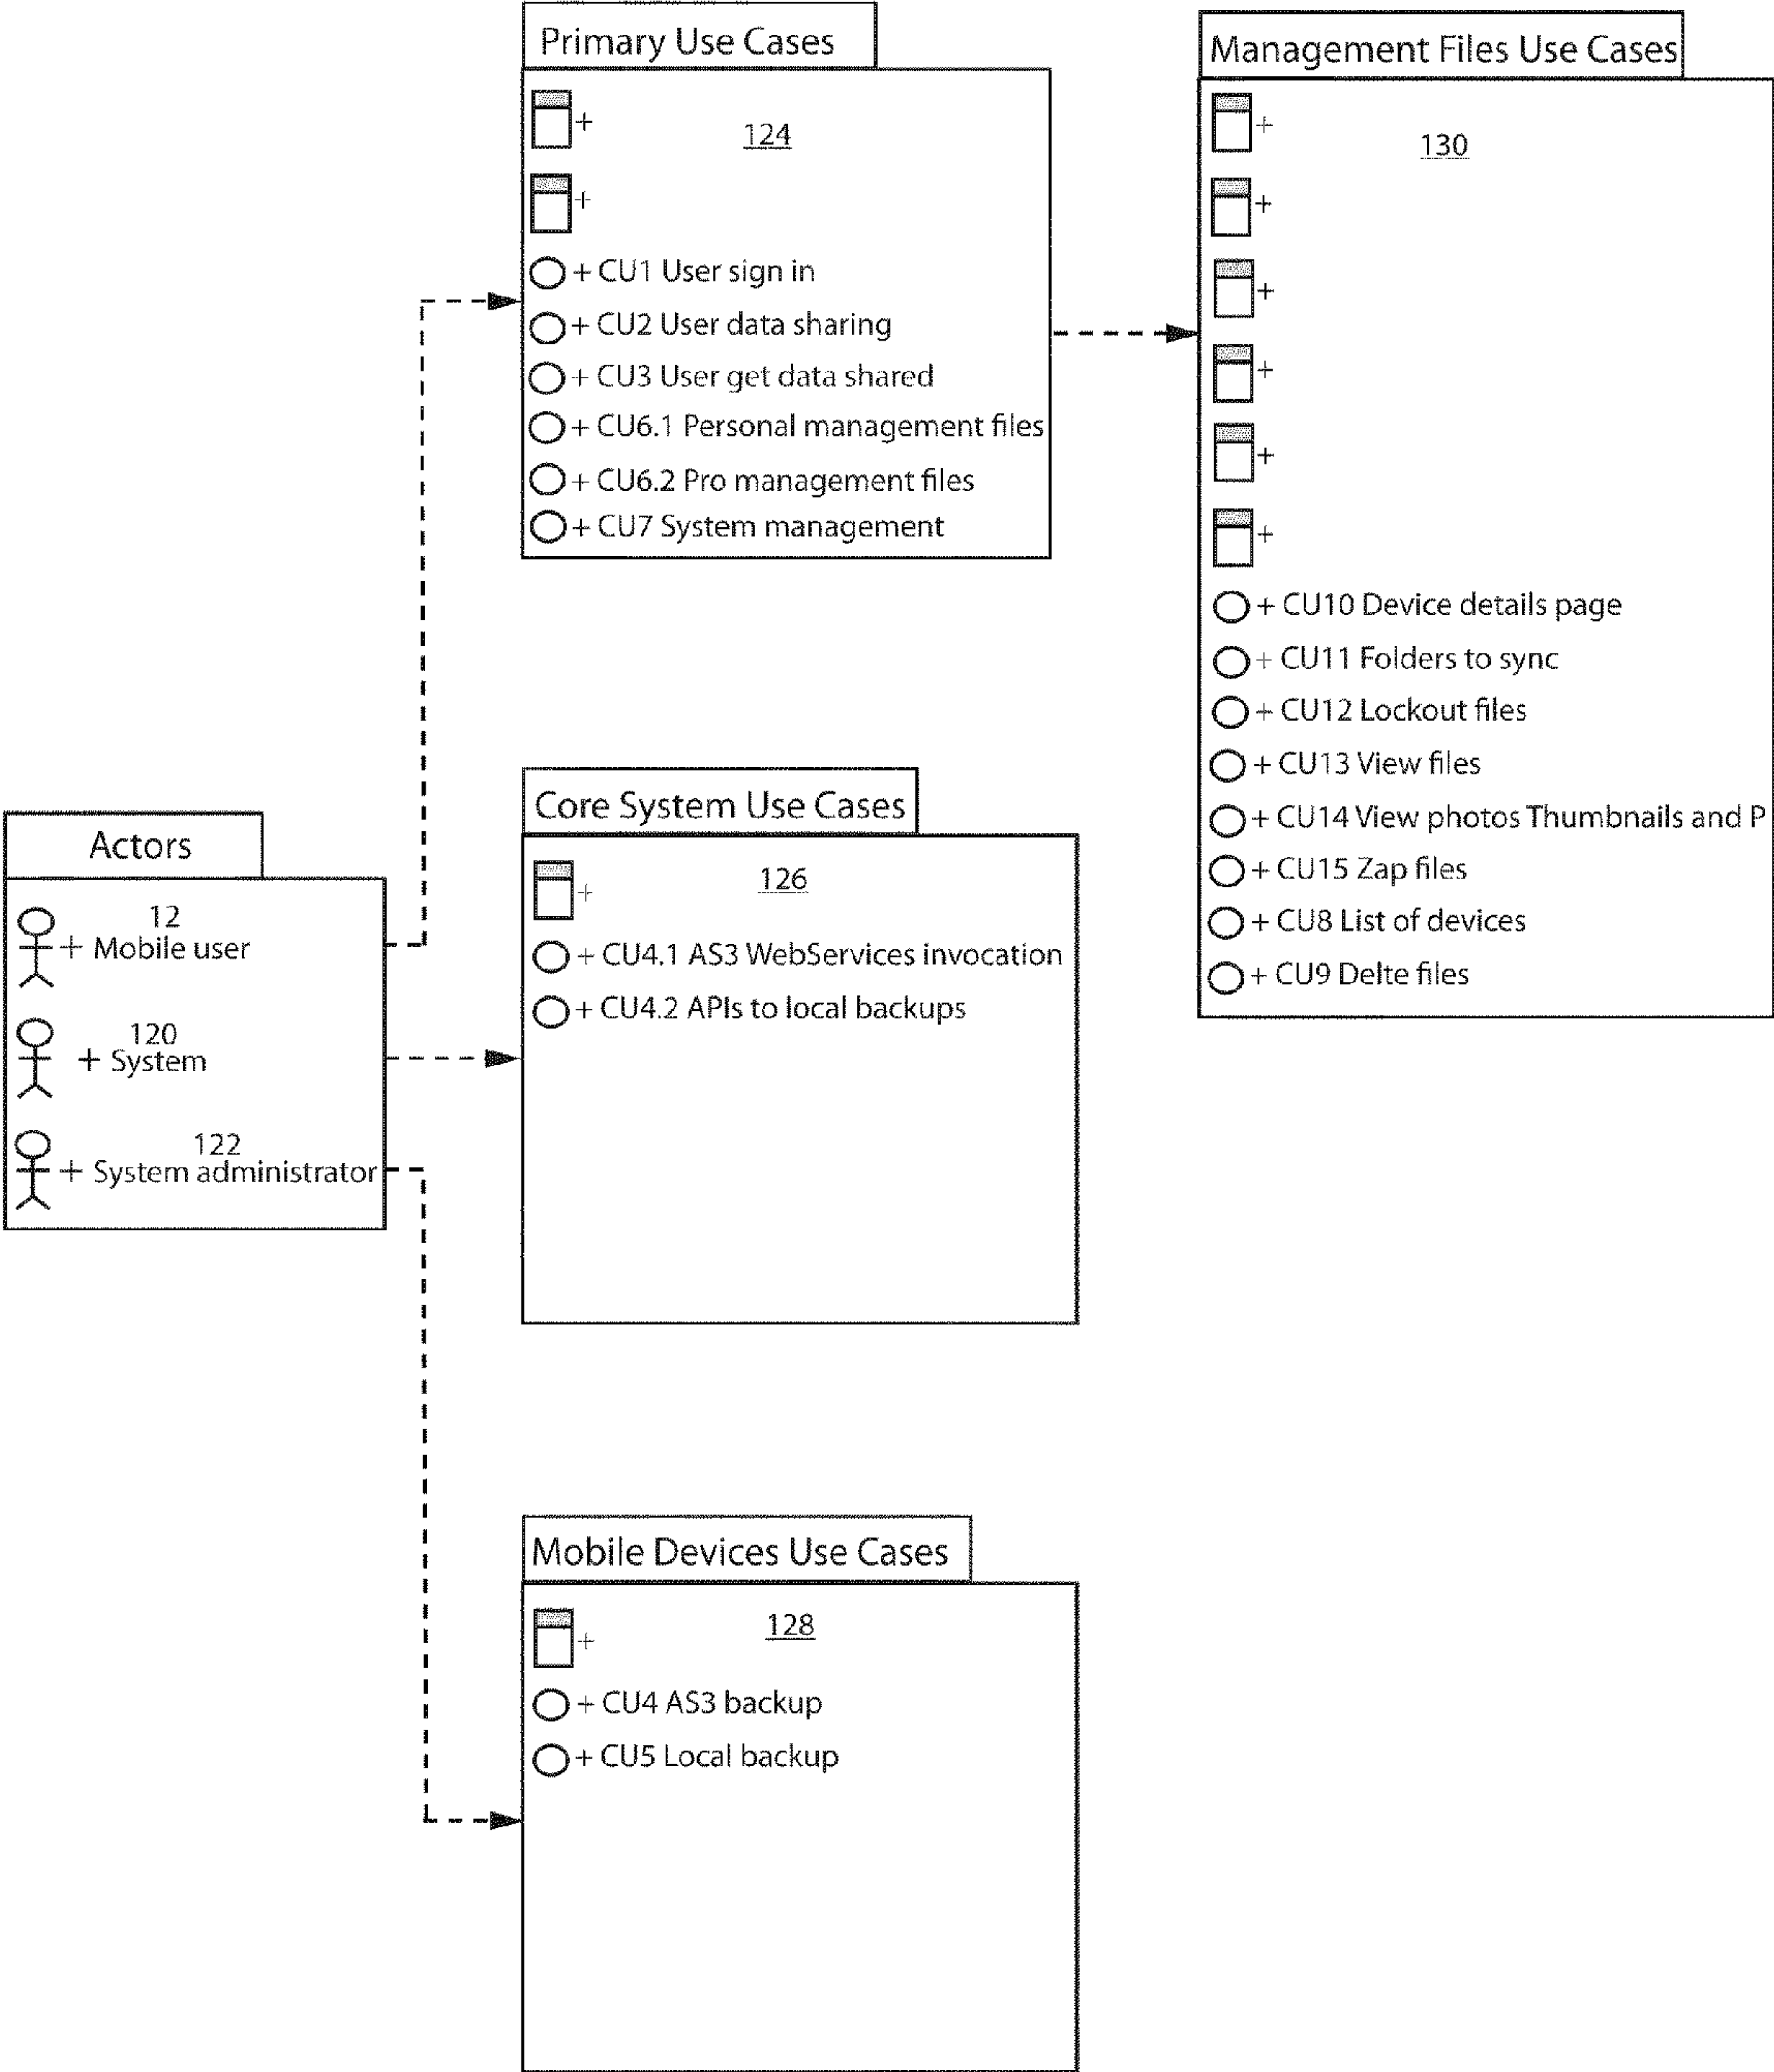 Primary Use Cases
+
124
+
+ CU1 User sign in
+ CU2 User data sharing
+ CU3 User get data shared
+ CU6.1 Personal management files
+ CU6.2 Pro management files
+ CU7 System management
Management Files Use Cases
+
130
+
+
+
+
+
+ CU10 Device details page
+ CU11 Folders to sync
+ CU12 Lockout files
+ CU13 View files
+ CU14 View photos Thumbnails and P
+ CU15 Zap files
+ CU8 List of devices
+ CU9 Delte files
Actors
12
+ Mobile user
120
+ System
122
+ System administrator
Core System Use Cases
126
+
+ CU4.1 AS3 WebServices invocation
+ CU4.2 APIs to local backups
Mobile Devices Use Cases
128
+
+ CU4 AS3 backup
+ CU5 Local backup